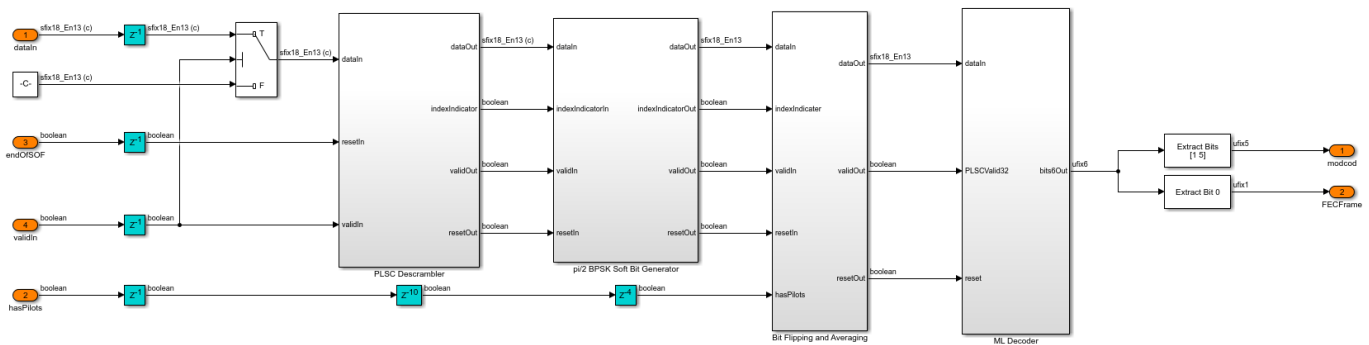 1
dataIn
sfix18_En13 (c)
Z-1
sfix18_En13 (c)
T
F
sfix18_En13 (c)
-C-
sfix18_En13 (c)
boolean
3
endOfSOF
Z-1
boolean
boolean
4
validIn
Z-1
boolean
boolean
2
hasPilots
Z-1
boolean
Z-10
boolean
Z-4
boolean
dataIn
resetIn
validIn
dataOut
indexIndicator
validOut
resetOut
PLSC Descrambler
sfix18_En13 (c)
boolean
boolean
boolean
dataIn
indexIndicatorIn
validIn
resetIn
dataOut
indexIndicatorOut
validOut
resetOut
pi/2 BPSK Soft Bit Generator
sfix18_En13
boolean
boolean
boolean
dataIn
indexIndicater
validIn
resetIn
hasPilots
dataOut
validOut
resetOut
Bit Flipping and Averaging
sfix18_En13
boolean
boolean
dataIn
PLSCValid32
reset
bits6Out
ML Decoder
ufix6
Extract Bits
[1 5]
ufix5
1
modcod
Extract Bit 0
ufix1
2
FECFrame